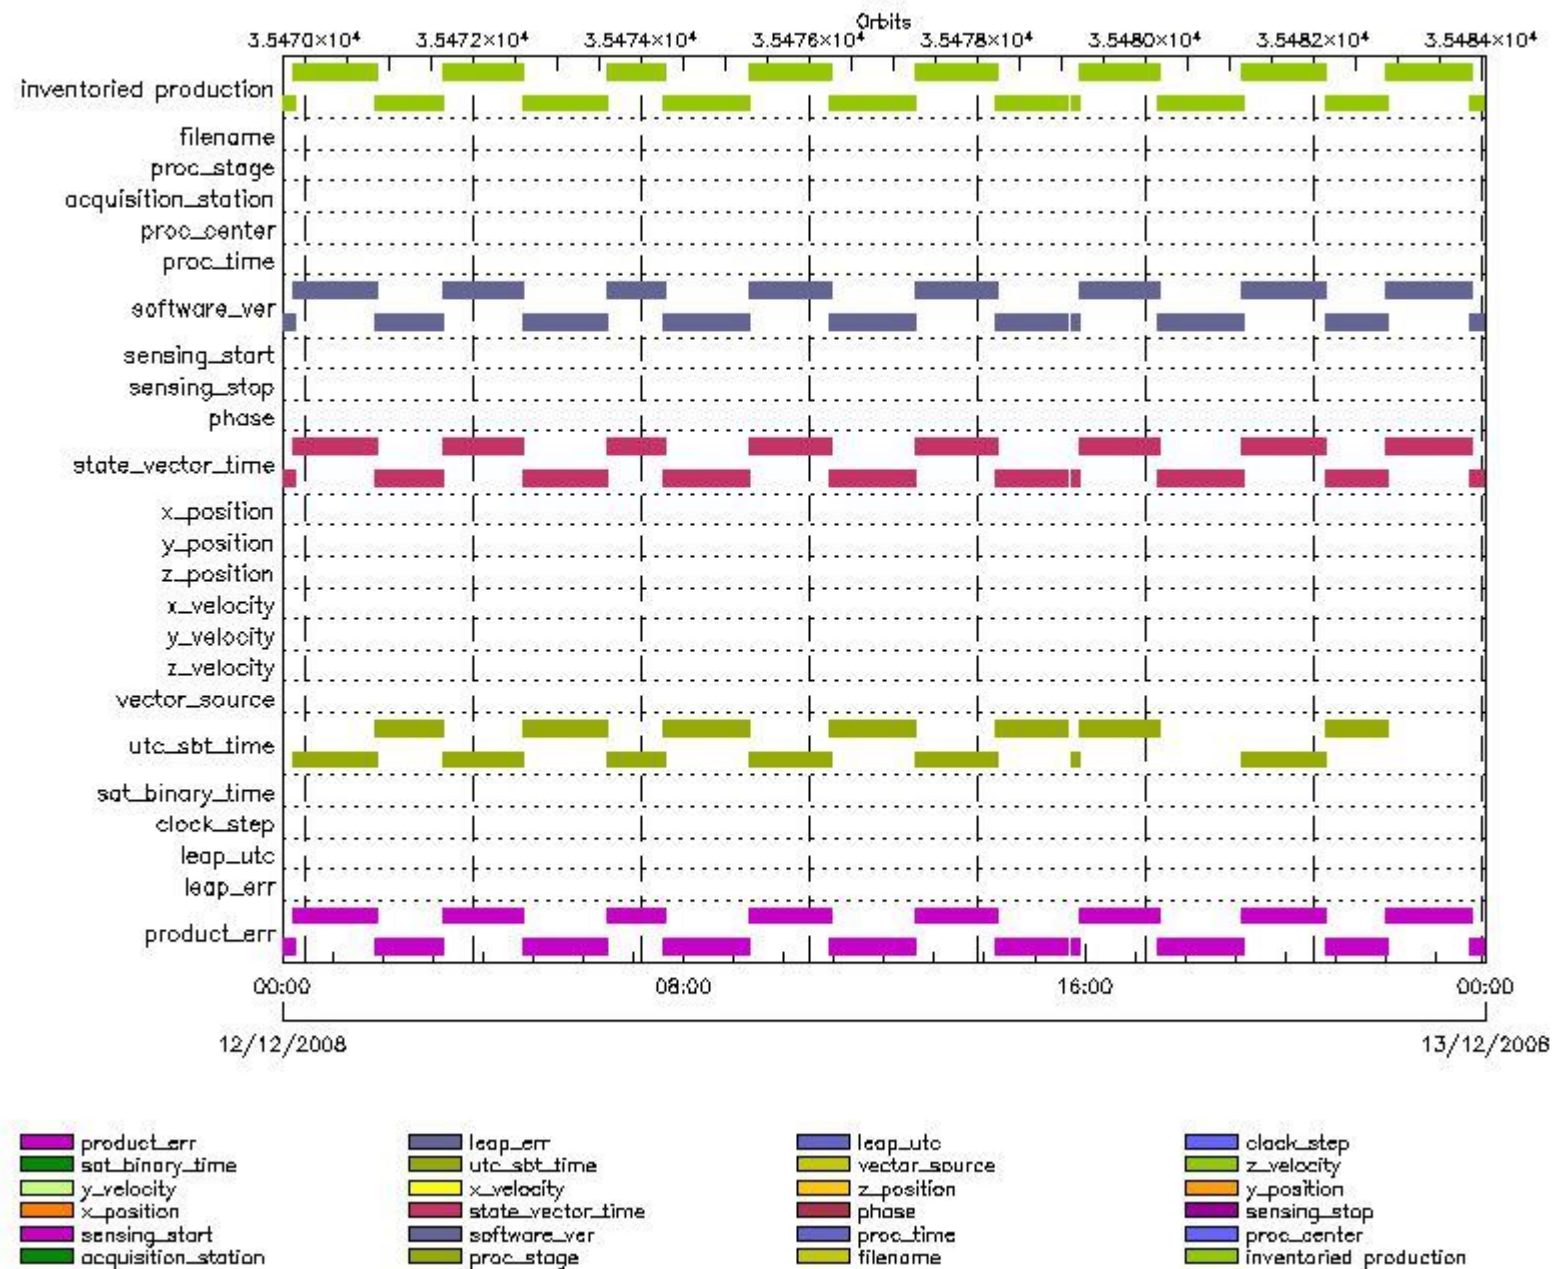 Orbits
3.5470×10⁴ 3.5472×10⁴ 3.5474×10⁴ 3.5476×10⁴ 3.5478×10⁴ 3.5480×10⁴ 3.5482×10⁴ 3.5484×10⁴
inventoried production
filename
proc_stage
acquisition_station
proc_center
proc_time
software_ver
sensing_start
sensing_stop
phase
state_vector_time
x_position
y_position
z_position
x_velocity
y_velocity
z_velocity
vector_source
utc_sbt_time
sat_binary_time
clock_step
leap_utc
leap_err
product_err
00:00 08:00 16:00 00:00
12/12/2008 13/12/2008
product_err leap_err leap_utc clock_step
sat_binary_time utc_sbt_time vector_source z_velocity
y_velocity x_velocity z_position y_position
x_position state_vector_time phase sensing_stop
sensing_start software_ver proc_time proc_center
acquisition_station proc_stage filename inventoried production